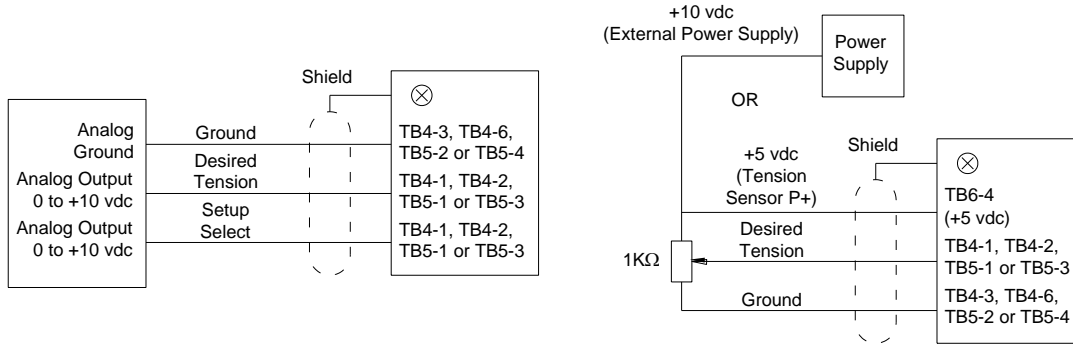 Shield
Analog
Ground
Analog Output
0 to +10 vdc
Analog Output
0 to +10 vdc
Ground
Desired
Tension
Setup
Select
TB4-3, TB4-6,
TB5-2 or TB5-4
TB4-1, TB4-2,
TB5-1 or TB5-3
TB4-1, TB4-2,
TB5-1 or TB5-3
+10 vdc
(External Power Supply)
Power
Supply
OR
+5 vdc
(Tension
Sensor P+)
Shield
Desired
Tension
1KΩ
Ground
TB6-4
(+5 vdc)
TB4-1, TB4-2,
TB5-1 or TB5-3
TB4-3, TB4-6,
TB5-2 or TB5-4